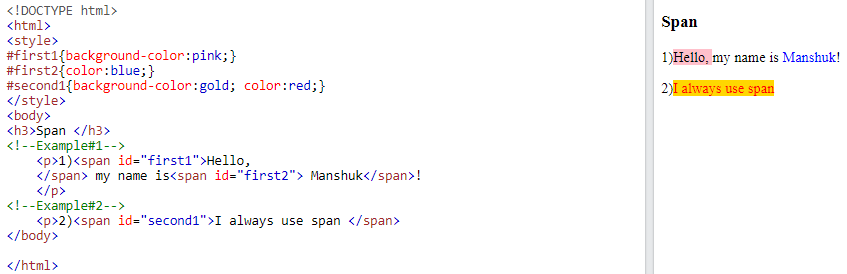 <!DOCTYPE html>
<html>
<style>
#first1{background-color:pink;}
#first2{color:blue;}
#second1{background-color:gold; color:red;}
</style>
<body>
<h3>Span </h3>
<!--Example#1-->
    <p>1)<span id="first1">Hello,
    </span> my name is<span id="first2"> Manshuk</span>!
    </p>
<!--Example#2-->
    <p>2)<span id="second1">I always use span </span>
</body>

</html>
Span
1)Hello, my name is Manshuk!
2)I always use span